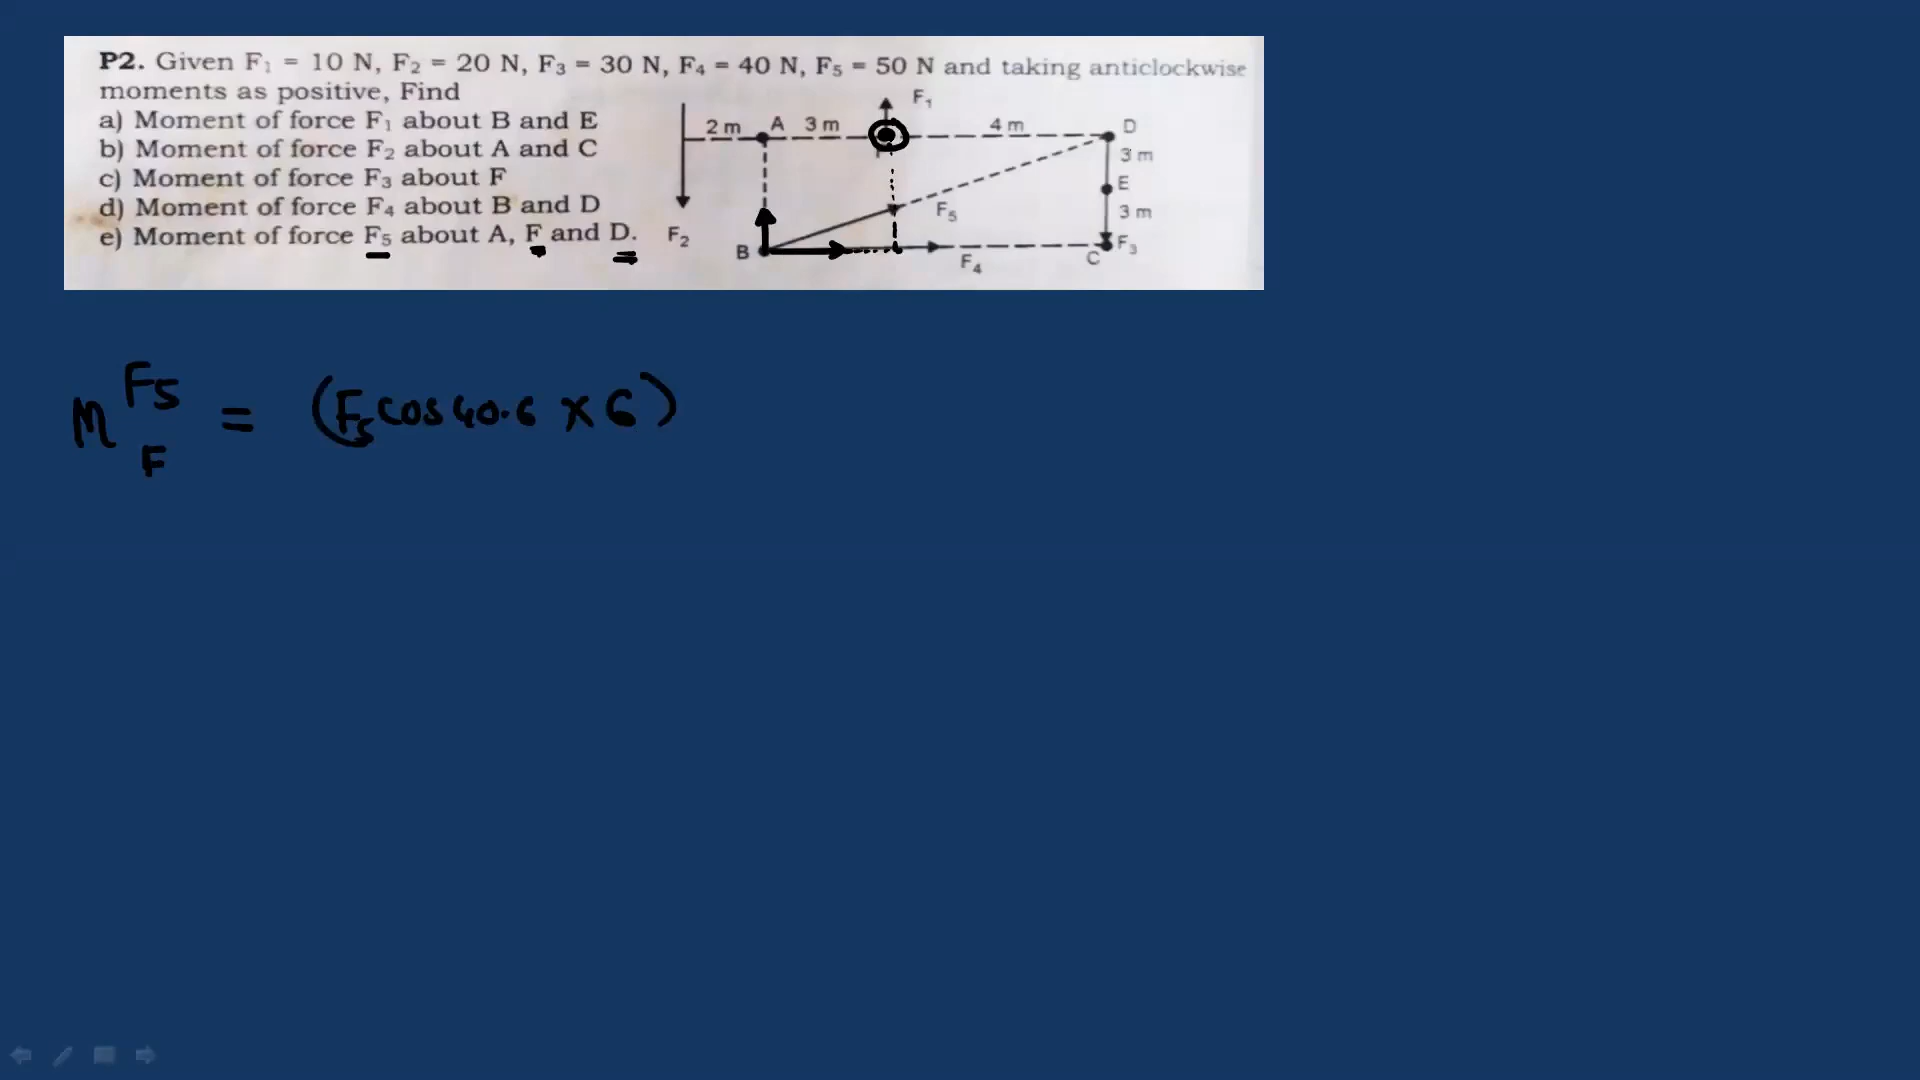 P2. Given F₁ = 10 N, F₂ = 20 N, F₃ = 30 N, F₄ = 40 N, F₅ = 50 N and taking anticlockwise
moments as positive, Find
a) Moment of force F₁ about B and E
b) Moment of force F₂ about A and C
c) Moment of force F₃ about F
d) Moment of force F₄ about B and D
e) Moment of force F₅ about A, F and D.
F₁
2 m A 3 m 4 m D
3 m
E
F₅ 3 m
F₂ B F₄ C F₃
M F5 F = (F5 cos 40.6 × 6)